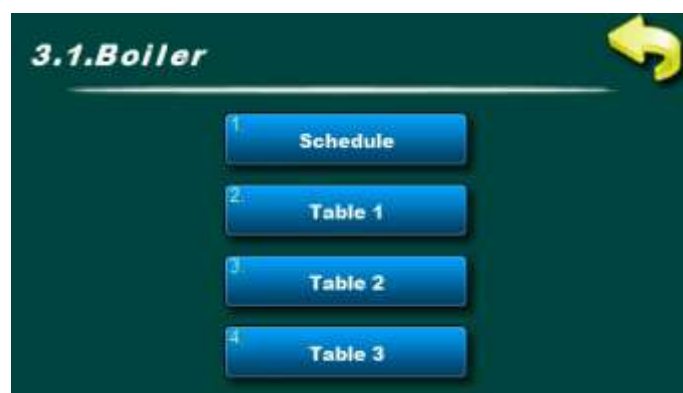 3.1.Boiler
1. Schedule
2. Table 1
3. Table 2
4. Table 3